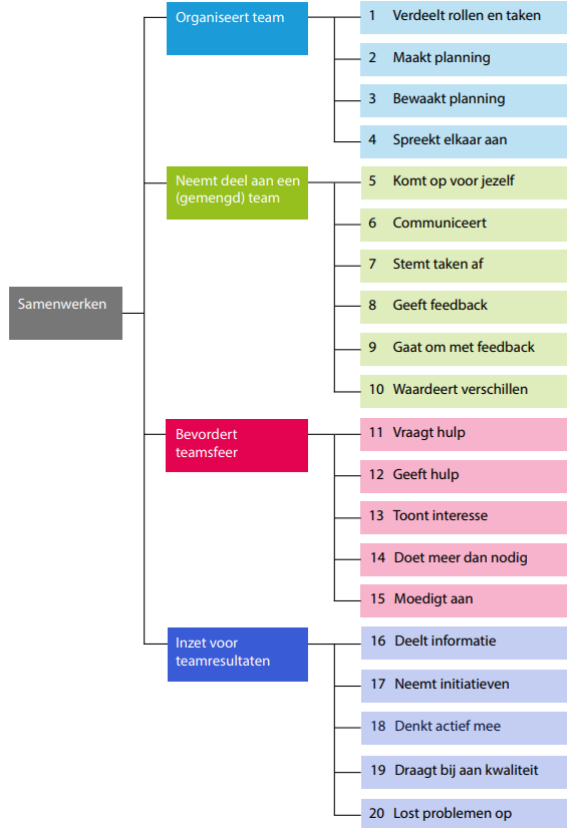 Samenwerken
Organiseert team
1 Verdeelt rollen en taken
2 Maakt planning
3 Bewaakt planning
4 Spreekt elkaar aan
Neemt deel aan een
(gemengd) team
5 Komt op voor jezelf
6 Communiceert
7 Stemt taken af
8 Geeft feedback
9 Gaat om met feedback
10 Waardeert verschillen
Bevordert
teamsfeer
11 Vraagt hulp
12 Geeft hulp
13 Toont interesse
14 Doet meer dan nodig
15 Moedigt aan
Inzet voor
teamresultaten
16 Deelt informatie
17 Neemt initiatieven
18 Denkt actief mee
19 Draagt bij aan kwaliteit
20 Lost problemen op